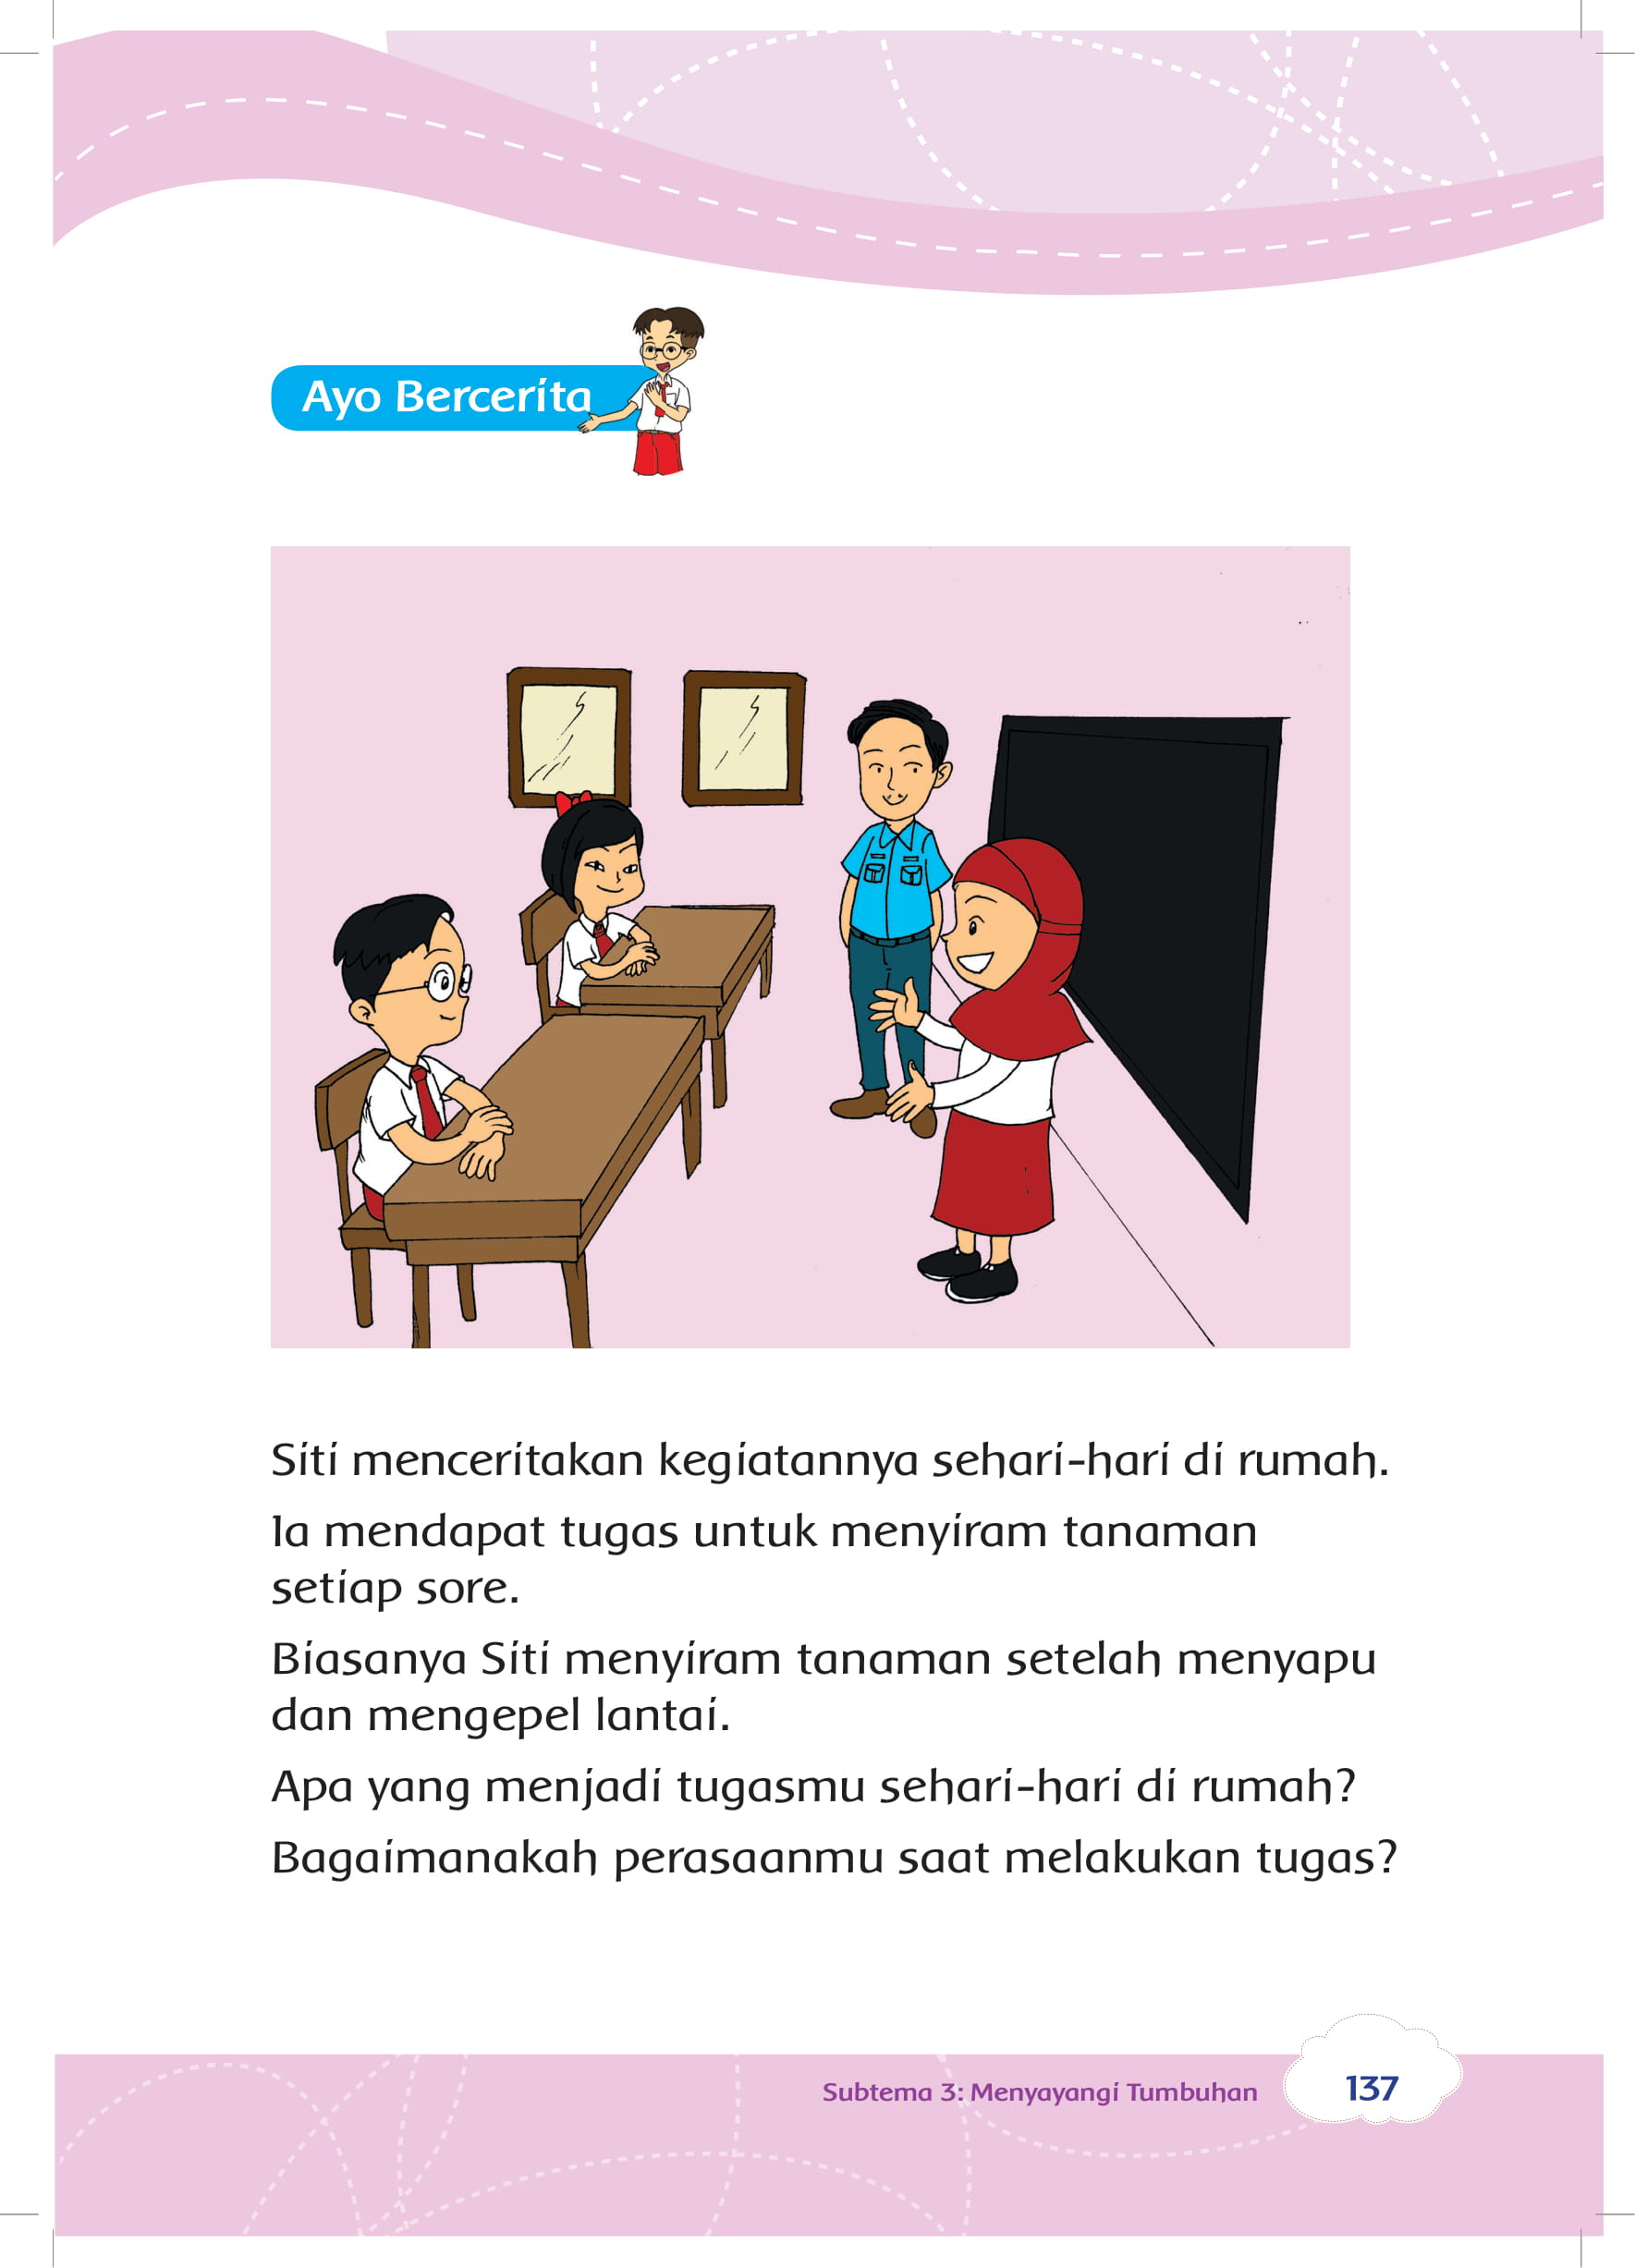 Ayo Bercerita
Siti menceritakan kegiatannya sehari-hari di rumah.
Ia mendapat tugas untuk menyiram tanaman
setiap sore.
Biasanya Siti menyiram tanaman setelah menyapu
dan mengepel lantai.
Apa yang menjadi tugasmu sehari-hari di rumah?
Bagaimanakah perasaanmu saat melakukan tugas?
Subtema 3: Menyayangi Tumbuhan
137